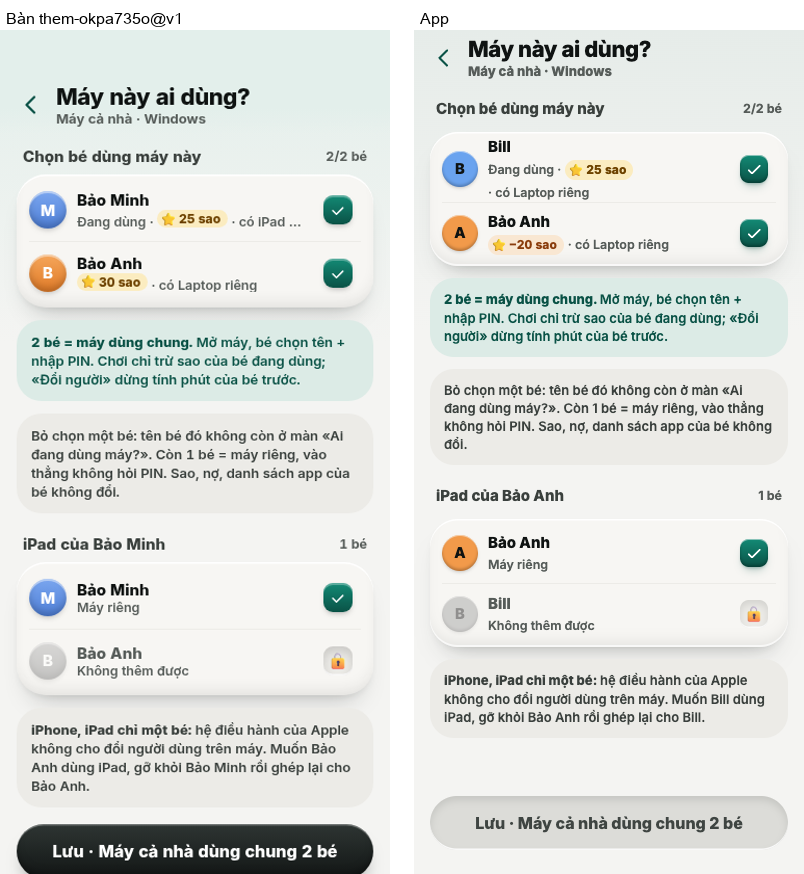 Bản them-okpa735o@v1
Máy này ai dùng?
Máy cả nhà · Windows
Chọn bé dùng máy này
2/2 bé
M
Bảo Minh
Đang dùng · ⭐ 25 sao · có iPad ...
B
Bảo Anh
⭐ 30 sao · có Laptop riêng
2 bé = máy dùng chung. Mở máy, bé chọn tên +
nhập PIN. Chơi chỉ trừ sao của bé đang dùng;
«Đổi người» dừng tính phút của bé trước.
Bỏ chọn một bé: tên bé đó không còn ở màn «Ai
đang dùng máy?». Còn 1 bé = máy riêng, vào
thẳng không hỏi PIN. Sao, nợ, danh sách app của
bé không đổi.
iPad của Bảo Minh
1 bé
M
Bảo Minh
Máy riêng
B
Bảo Anh
Không thêm được
iPhone, iPad chỉ một bé: hệ điều hành của Apple
không cho đổi người dùng trên máy. Muốn Bảo
Anh dùng iPad, gỡ khỏi Bảo Minh rồi ghép lại cho
Bảo Anh.
Lưu · Máy cả nhà dùng chung 2 bé
App
Máy này ai dùng?
Máy cả nhà · Windows
Chọn bé dùng máy này
2/2 bé
B
Bill
Đang dùng · ⭐ 25 sao
· có Laptop riêng
A
Bảo Anh
⭐ −20 sao · có Laptop riêng
2 bé = máy dùng chung. Mở máy, bé chọn tên +
nhập PIN. Chơi chỉ trừ sao của bé đang dùng; «Đổi
người» dừng tính phút của bé trước.
Bỏ chọn một bé: tên bé đó không còn ở màn «Ai
đang dùng máy?». Còn 1 bé = máy riêng, vào thẳng
không hỏi PIN. Sao, nợ, danh sách app của bé không
đổi.
iPad của Bảo Anh
1 bé
A
Bảo Anh
Máy riêng
B
Bill
Không thêm được
iPhone, iPad chỉ một bé: hệ điều hành của Apple
không cho đổi người dùng trên máy. Muốn Bill dùng
iPad, gỡ khỏi Bảo Anh rồi ghép lại cho Bill.
Lưu · Máy cả nhà dùng chung 2 bé